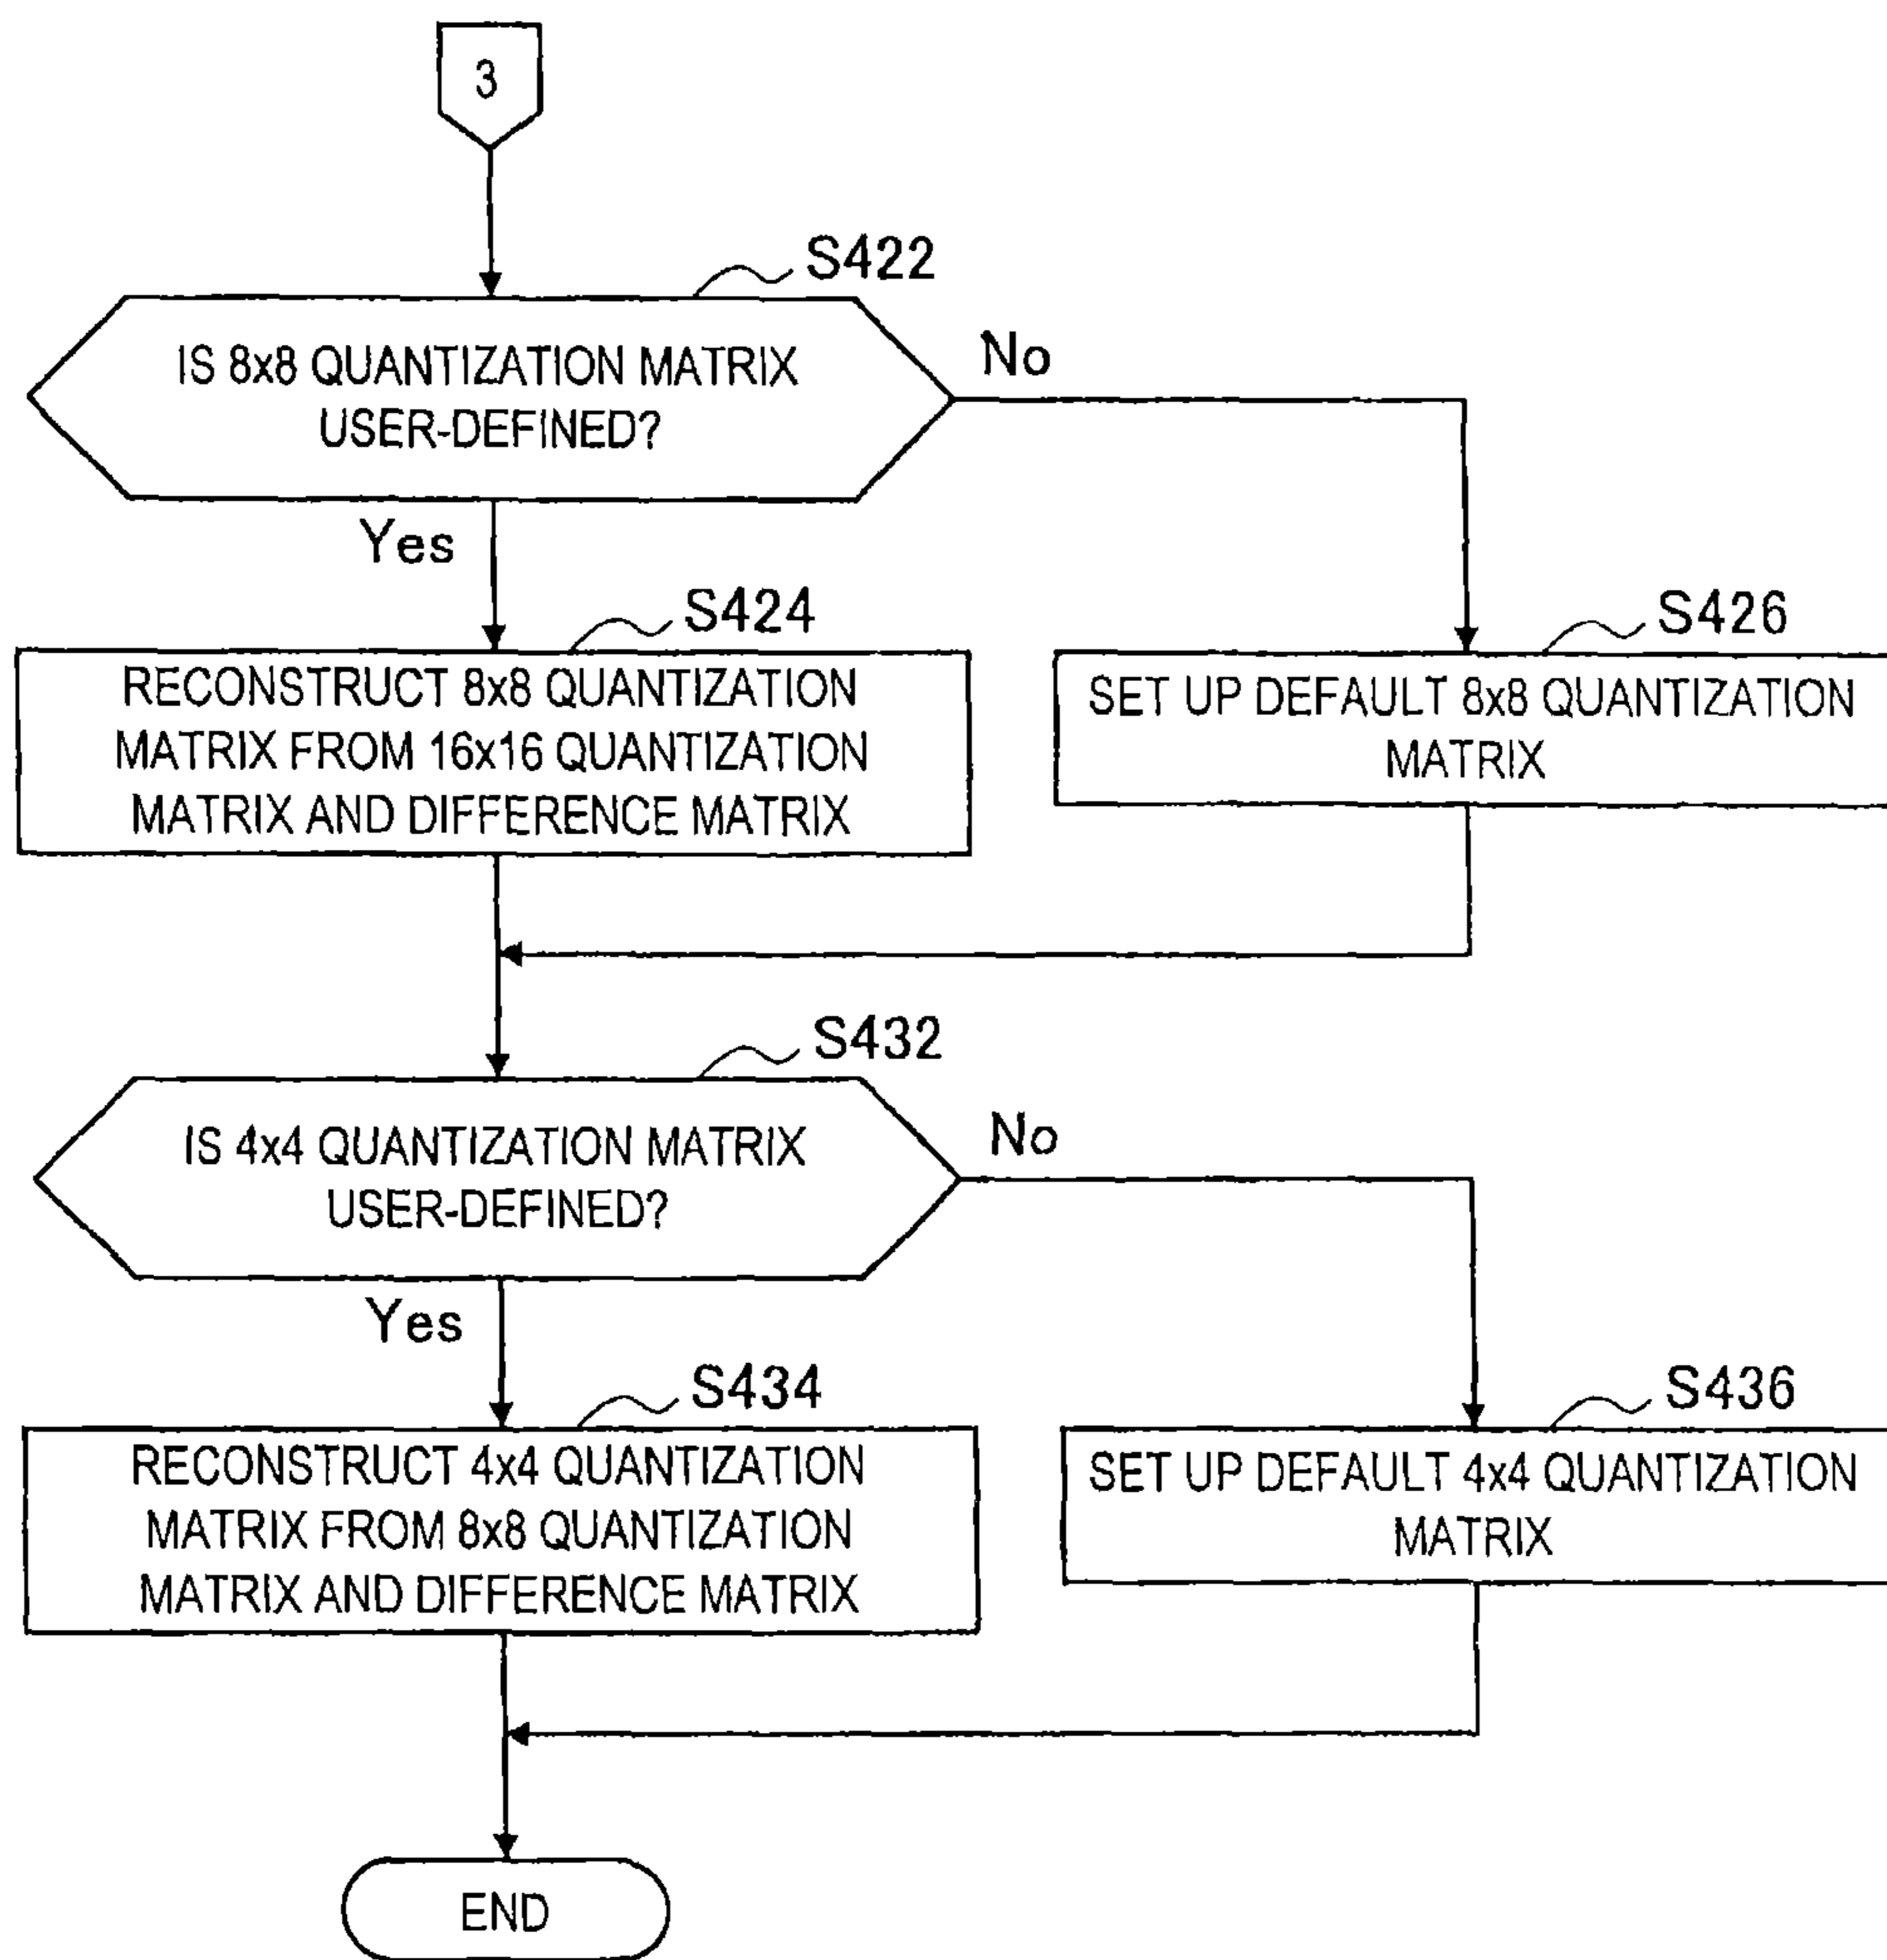 3
S422
IS 8x8 QUANTIZATION MATRIX
USER-DEFINED?
No
Yes
S424
RECONSTRUCT 8x8 QUANTIZATION
MATRIX FROM 16x16 QUANTIZATION
MATRIX AND DIFFERENCE MATRIX
S426
SET UP DEFAULT 8x8 QUANTIZATION
MATRIX
S432
IS 4x4 QUANTIZATION MATRIX
USER-DEFINED?
No
Yes
S434
RECONSTRUCT 4x4 QUANTIZATION
MATRIX FROM 8x8 QUANTIZATION
MATRIX AND DIFFERENCE MATRIX
S436
SET UP DEFAULT 4x4 QUANTIZATION
MATRIX
END